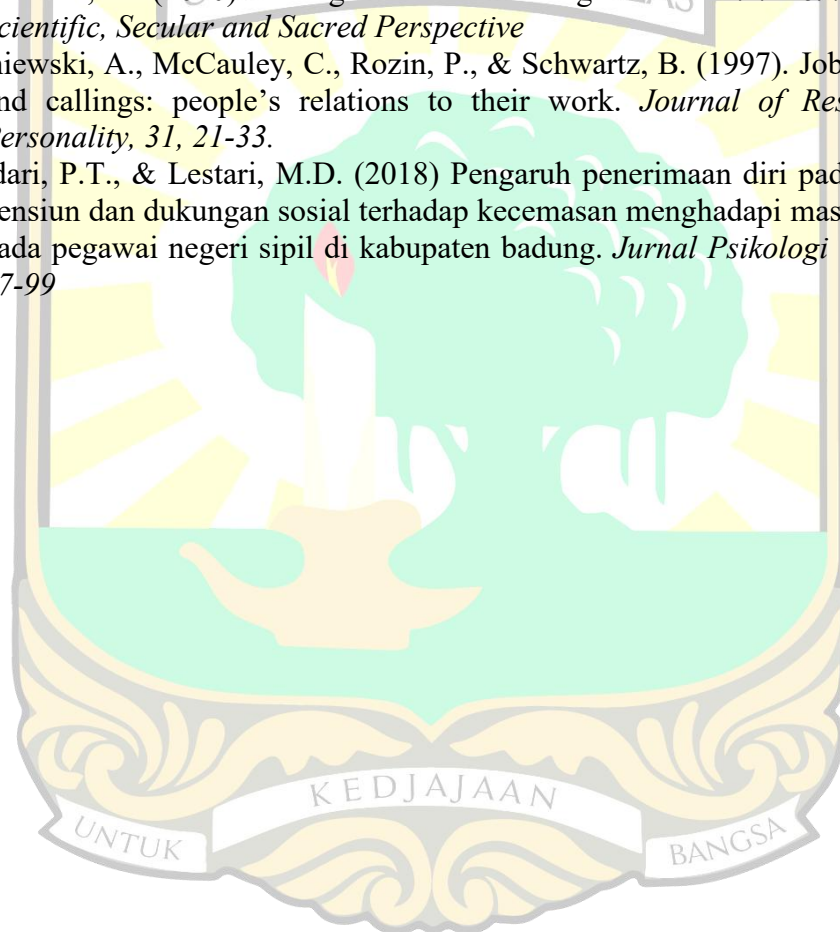 cientific, Secular and Sacred Perspective
niewski, A., McCauley, C., Rozin, P., & Schwartz, B. (1997). Job
nd callings: people's relations to their work. Journal of Res
Personality, 31, 21-33.
dari, P.T., & Lestari, M.D. (2018) Pengaruh penerimaan diri pad
ensiun dan dukungan sosial terhadap kecemasan menghadapi mas
ada pegawai negeri sipil di kabupaten badung. Jurnal Psikologi
7-99
KEDJAJAAN
UNTUK
BANGSA